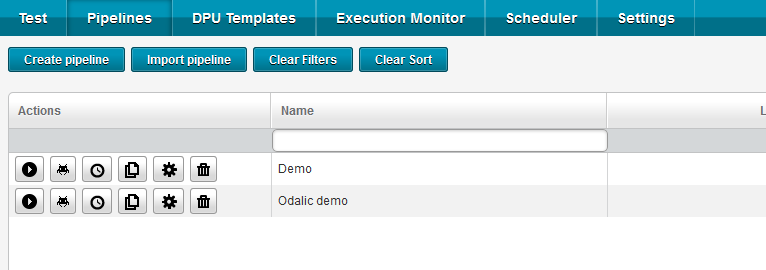 Test Pipelines DPU Templates Execution Monitor Scheduler Settings
Create pipeline Import pipeline Clear Filters Clear Sort
Actions Name L
Demo
Odalic demo